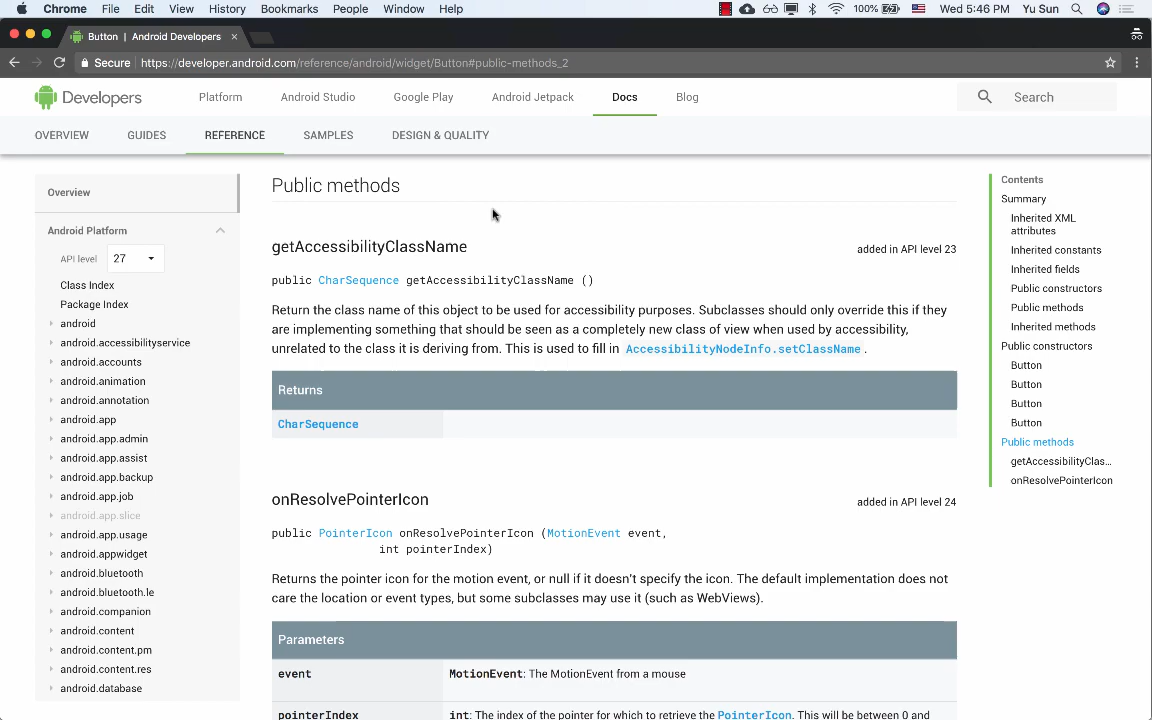 Chrome File Edit View History Bookmarks People Window Help 100% Wed 5:46 PM Yu Sun
Button | Android Developers
Secure https://developer.android.com/reference/android/widget/Button#public-methods_2
Developers Platform Android Studio Google Play Android Jetpack Docs Blog Search
OVERVIEW GUIDES REFERENCE SAMPLES DESIGN & QUALITY
Overview
Android Platform
API level 27
Class Index
Package Index
android
android.accessibilityservice
android.accounts
android.animation
android.annotation
android.app
android.app.admin
android.app.assist
android.app.backup
android.app.job
android.app.slice
android.app.usage
android.appwidget
android.bluetooth
android.bluetooth.le
android.companion
android.content
android.content.pm
android.content.res
android.database
Public methods
getAccessibilityClassName
added in API level 23
public CharSequence getAccessibilityClassName ()
Return the class name of this object to be used for accessibility purposes. Subclasses should only override this if they
are implementing something that should be seen as a completely new class of view when used by accessibility,
unrelated to the class it is deriving from. This is used to fill in AccessibilityNodeInfo.setClassName.
Returns
CharSequence
onResolvePointerIcon
added in API level 24
public PointerIcon onResolvePointerIcon (MotionEvent event,
int pointerIndex)
Returns the pointer icon for the motion event, or null if it doesn't specify the icon. The default implementation does not
care the location or event types, but some subclasses may use it (such as WebViews).
Parameters
event MotionEvent: The MotionEvent from a mouse
pointerIndex int: The index of the pointer for which to retrieve the PointerIcon. This will be between 0 and
Contents
Summary
Inherited XML
attributes
Inherited constants
Inherited fields
Public constructors
Public methods
Inherited methods
Public constructors
Button
Button
Button
Button
Public methods
getAccessibilityClas...
onResolvePointerIcon